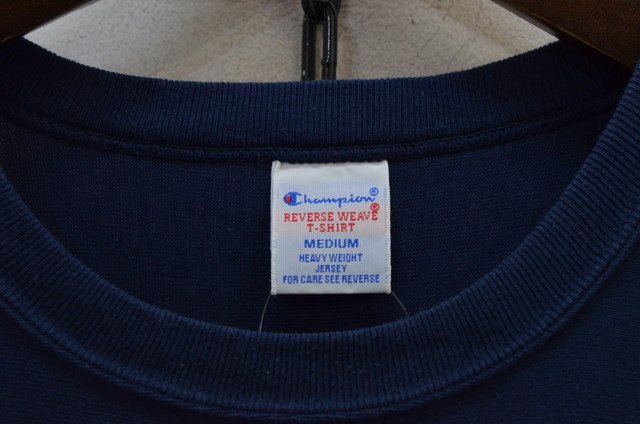 Champion®
REVERSE WEAVE®
T-SHIRT
MEDIUM
HEAVY WEIGHT
JERSEY
FOR CARE SEE REVERSE